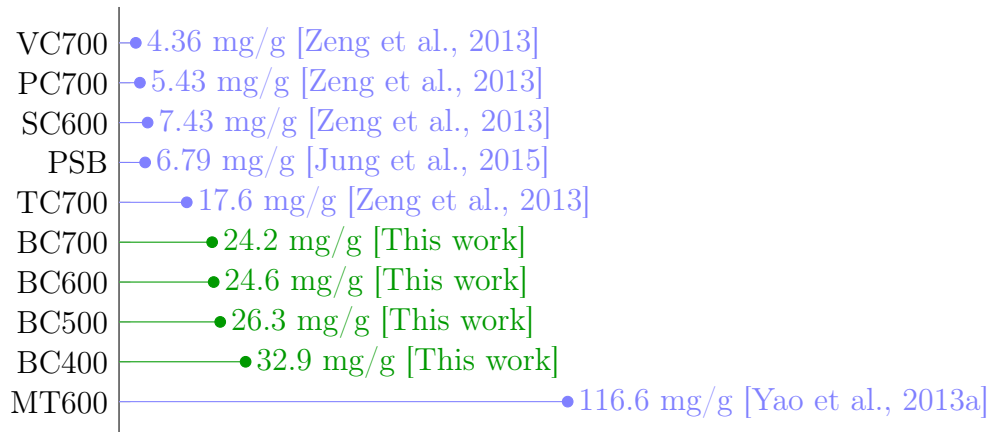 VC700 4.36 mg/g [Zeng et al., 2013]
PC700 5.43 mg/g [Zeng et al., 2013]
SC600 7.43 mg/g [Zeng et al., 2013]
PSB 6.79 mg/g [Jung et al., 2015]
TC700 17.6 mg/g [Zeng et al., 2013]
BC700 24.2 mg/g [This work]
BC600 24.6 mg/g [This work]
BC500 26.3 mg/g [This work]
BC400 32.9 mg/g [This work]
MT600 116.6 mg/g [Yao et al., 2013a]